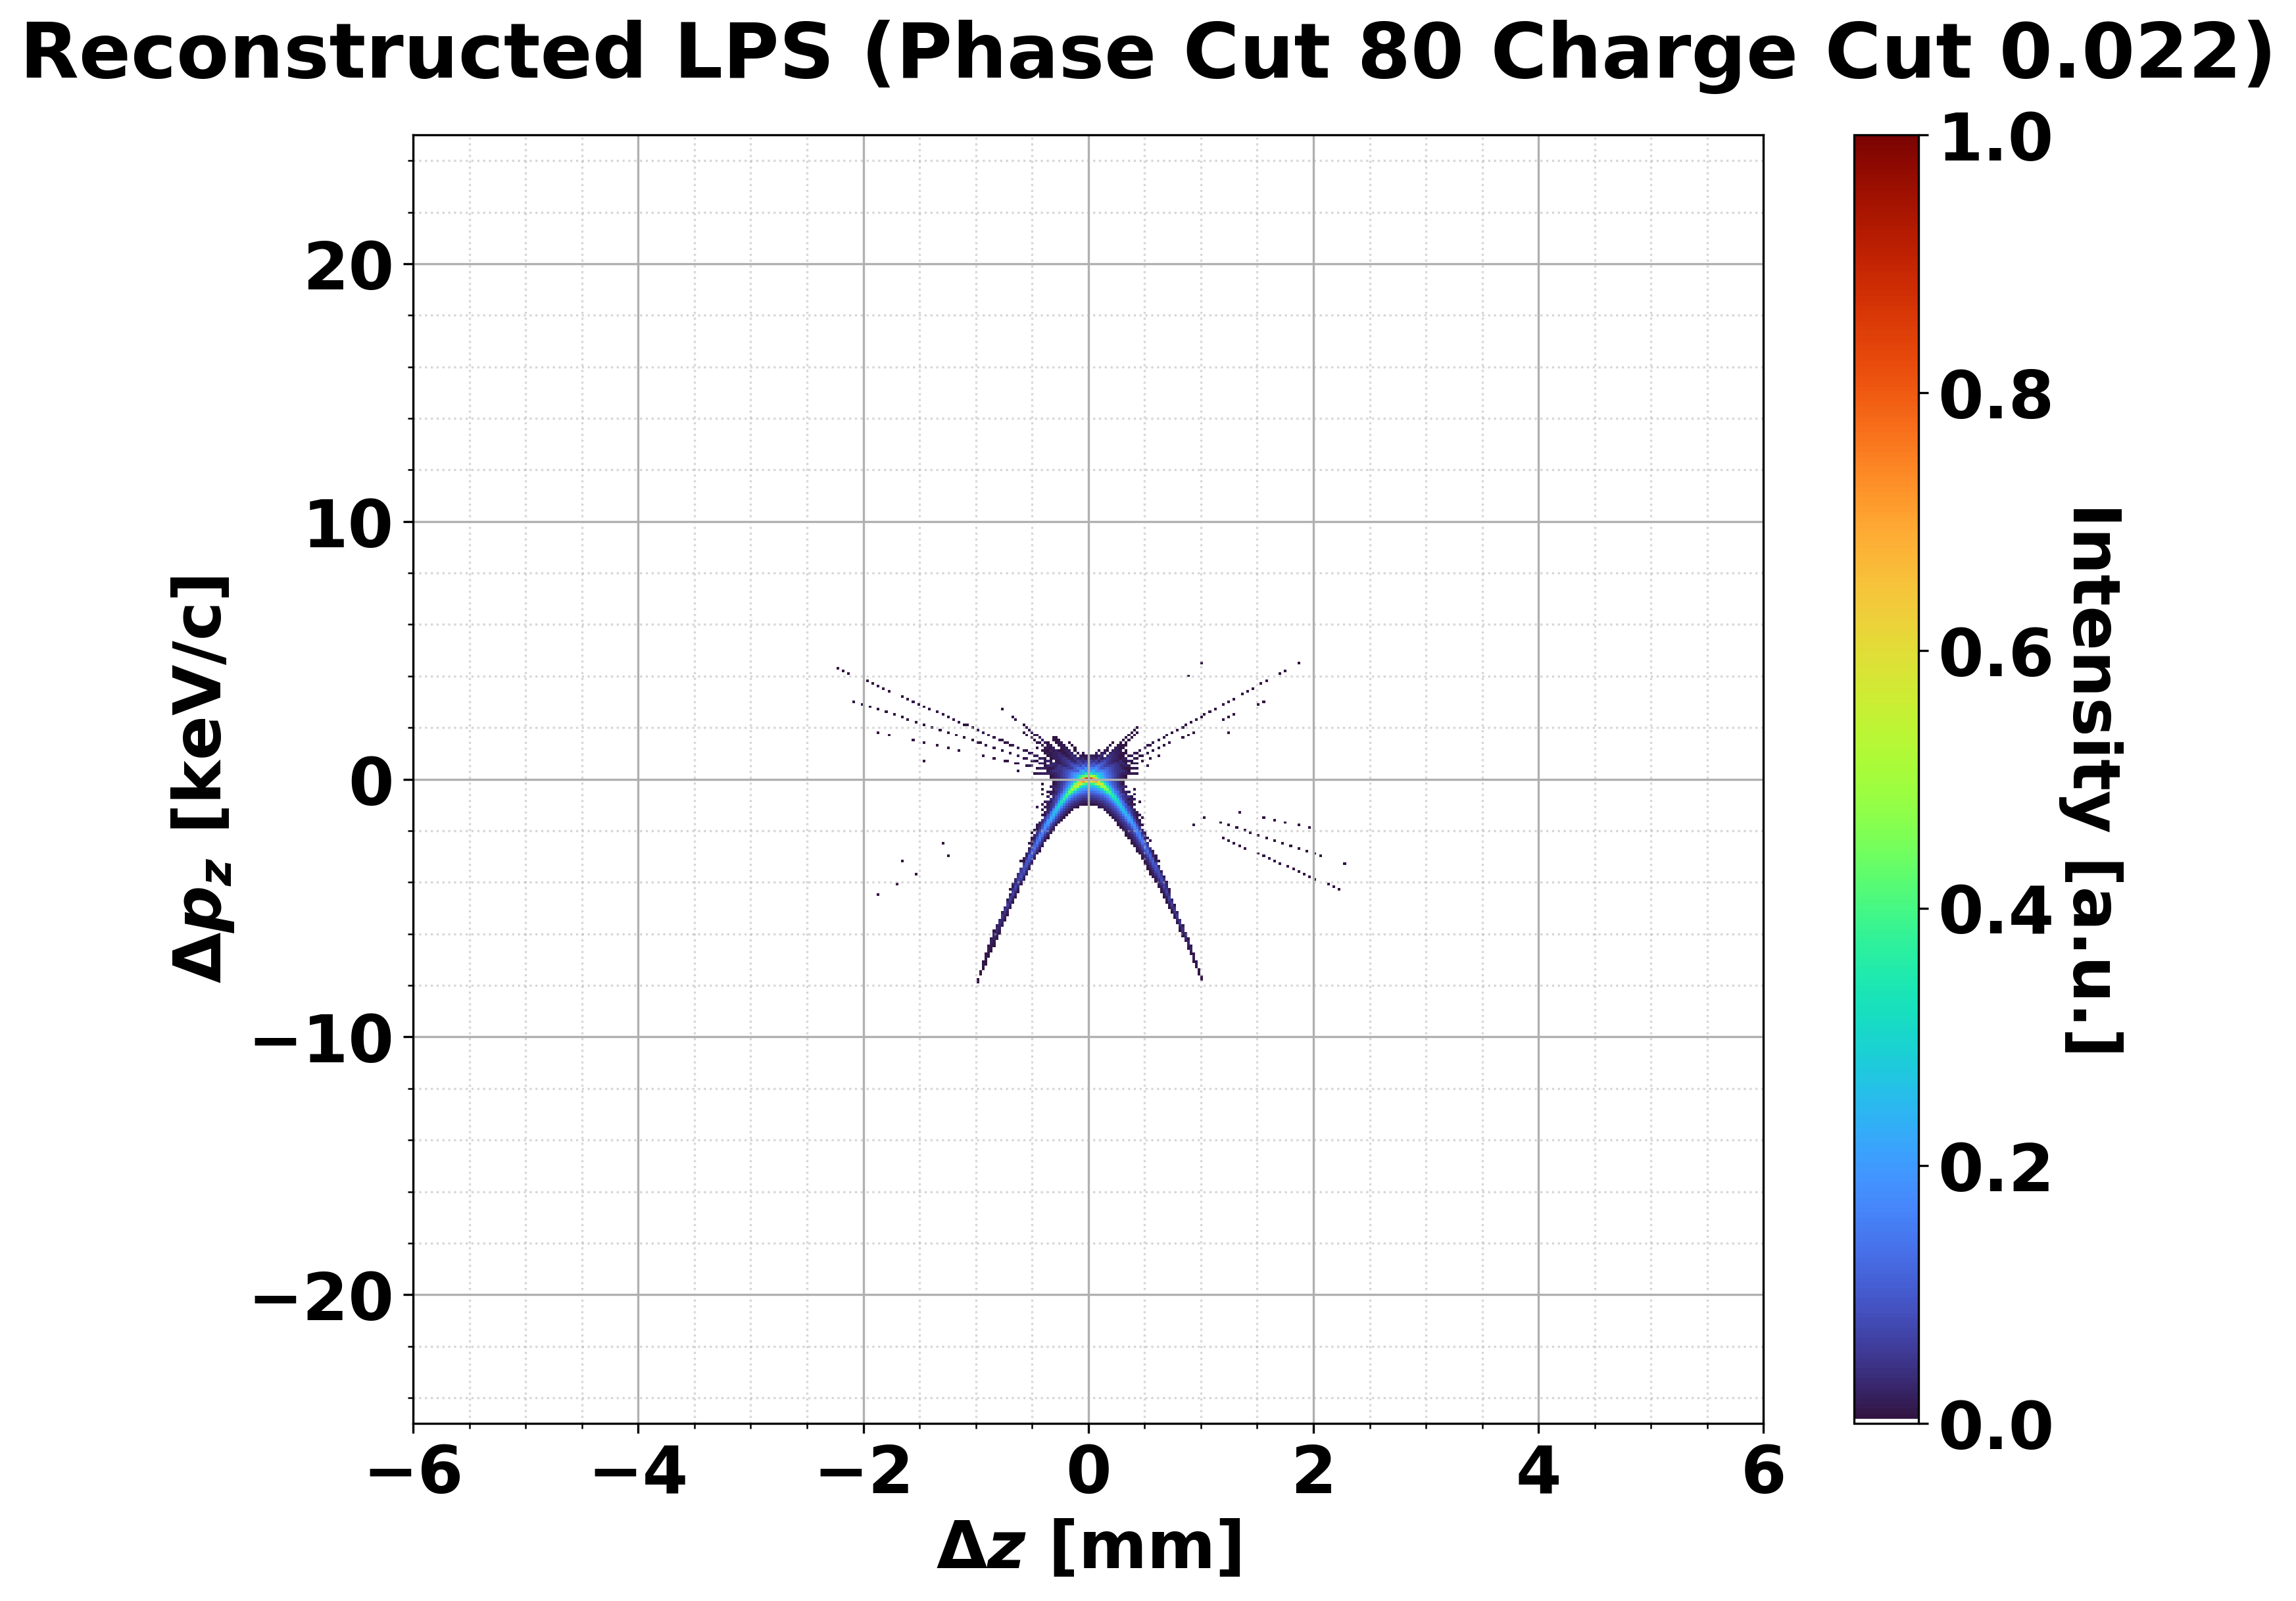 Reconstructed LPS (Phase Cut 80 Charge Cut 0.022)
20
10
0
−10
−20
Δp_z [keV/c]
−6 −4 −2 0 2 4 6
Δz [mm]
1.0
0.8
0.6
0.4
0.2
0.0
Intensity [a.u.]